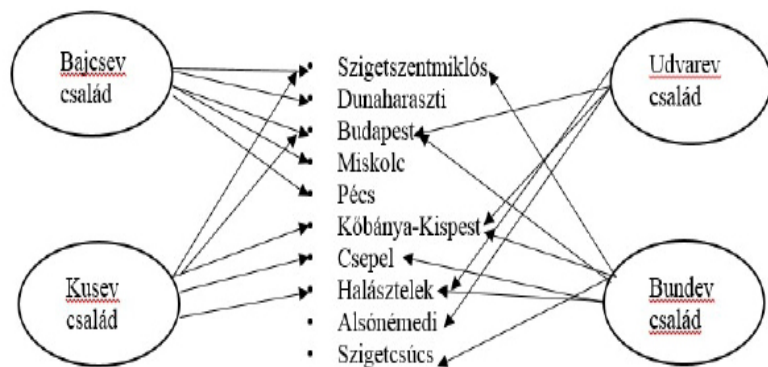 Bajcsev
család
Szigetszentmiklós
Dunaharaszti
Budapest
Miskolc
Pécs
Kőbánya-Kispest
Csepel
Halásztelek
Alsónémedi
Szigetcsúcs
Udvarev
család
Kusev
család
Bundev
család